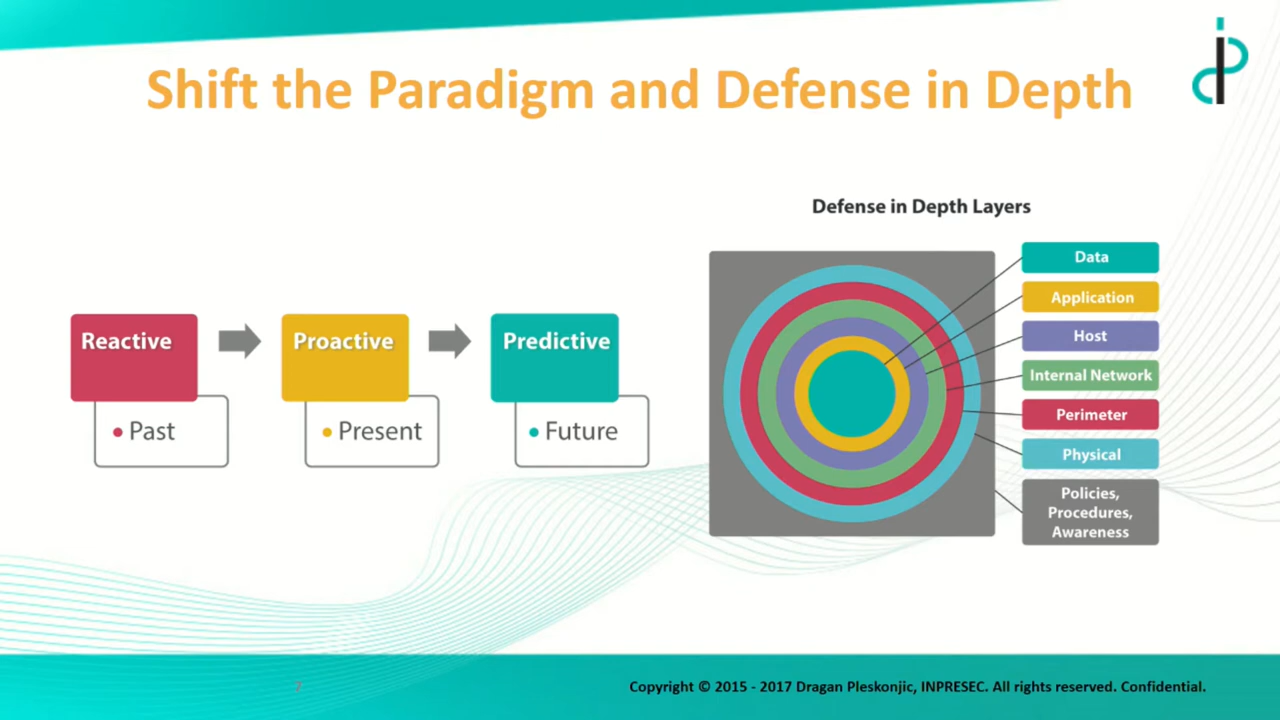 Shift the Paradigm and Defense in Depth
Reactive
• Past
Proactive
• Present
Predictive
• Future
Defense in Depth Layers
Data
Application
Host
Internal Network
Perimeter
Physical
Policies,
Procedures,
Awareness
Copyright © 2015 - 2017 Dragan Pleskonjic, INPRESEC. All rights reserved. Confidential.